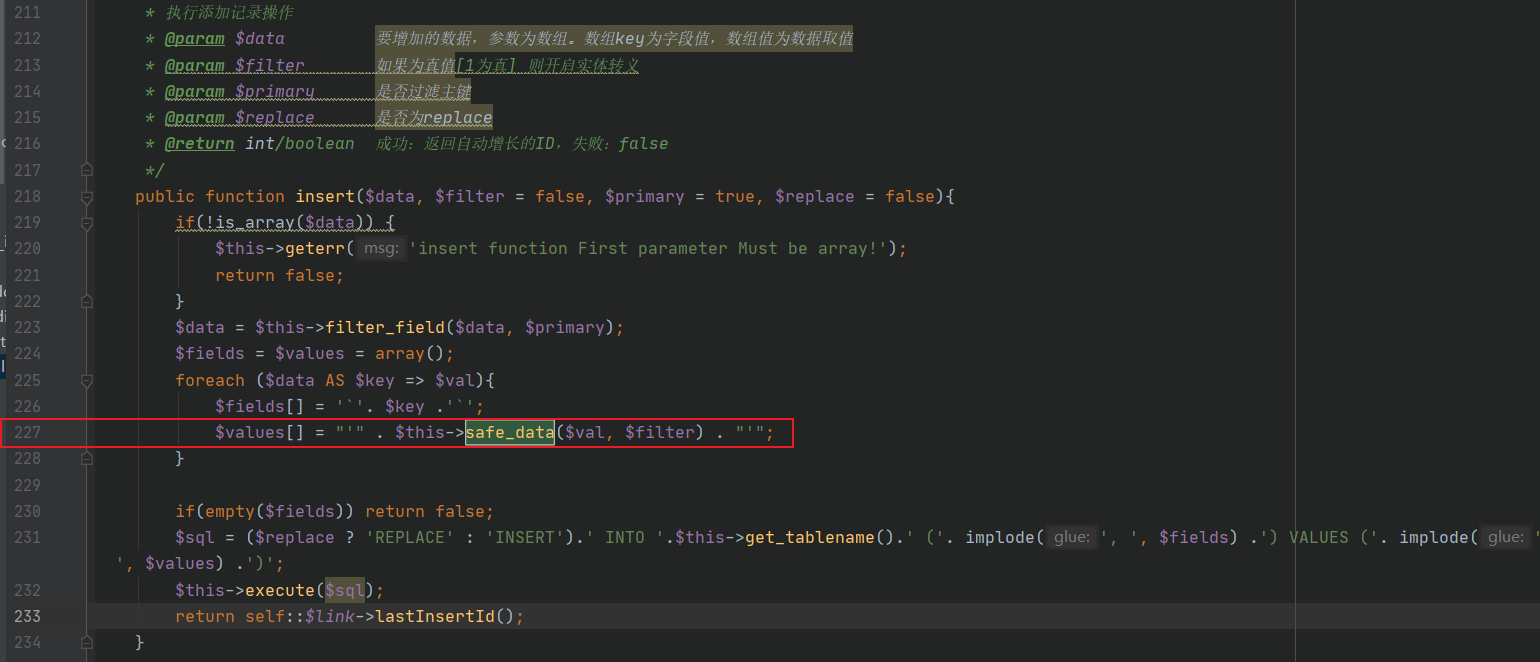 211 * 执行添加记录操作
212 * @param $data 要增加的数据，参数为数组。数组key为字段值，数组值为数据取值
213 * @param $filter 如果为真值[1为真] 则开启实体转义
214 * @param $primary 是否过滤主键
215 * @param $replace 是否为replace
216 * @return int/boolean 成功：返回自动增长的ID，失败：false
217 */
218 public function insert($data, $filter = false, $primary = true, $replace = false){
219 if(!is_array($data)) {
220 $this->geterr( msg: 'insert function First parameter Must be array!');
221 return false;
222 }
223 $data = $this->filter_field($data, $primary);
224 $fields = $values = array();
225 foreach ($data AS $key => $val){
226 $fields[] = '`'. $key .'`';
227 $values[] = "'" . $this->safe_data($val, $filter) . "'";
228 }
229
230 if(empty($fields)) return false;
231 $sql = ($replace ? 'REPLACE' : 'INSERT').' INTO '.$this->get_tablename().' ('. implode( glue: ', ', $fields) .') VALUES ('. implode( glue: '
', $values) .')';
232 $this->execute($sql);
233 return self::$link->lastInsertId();
234 }